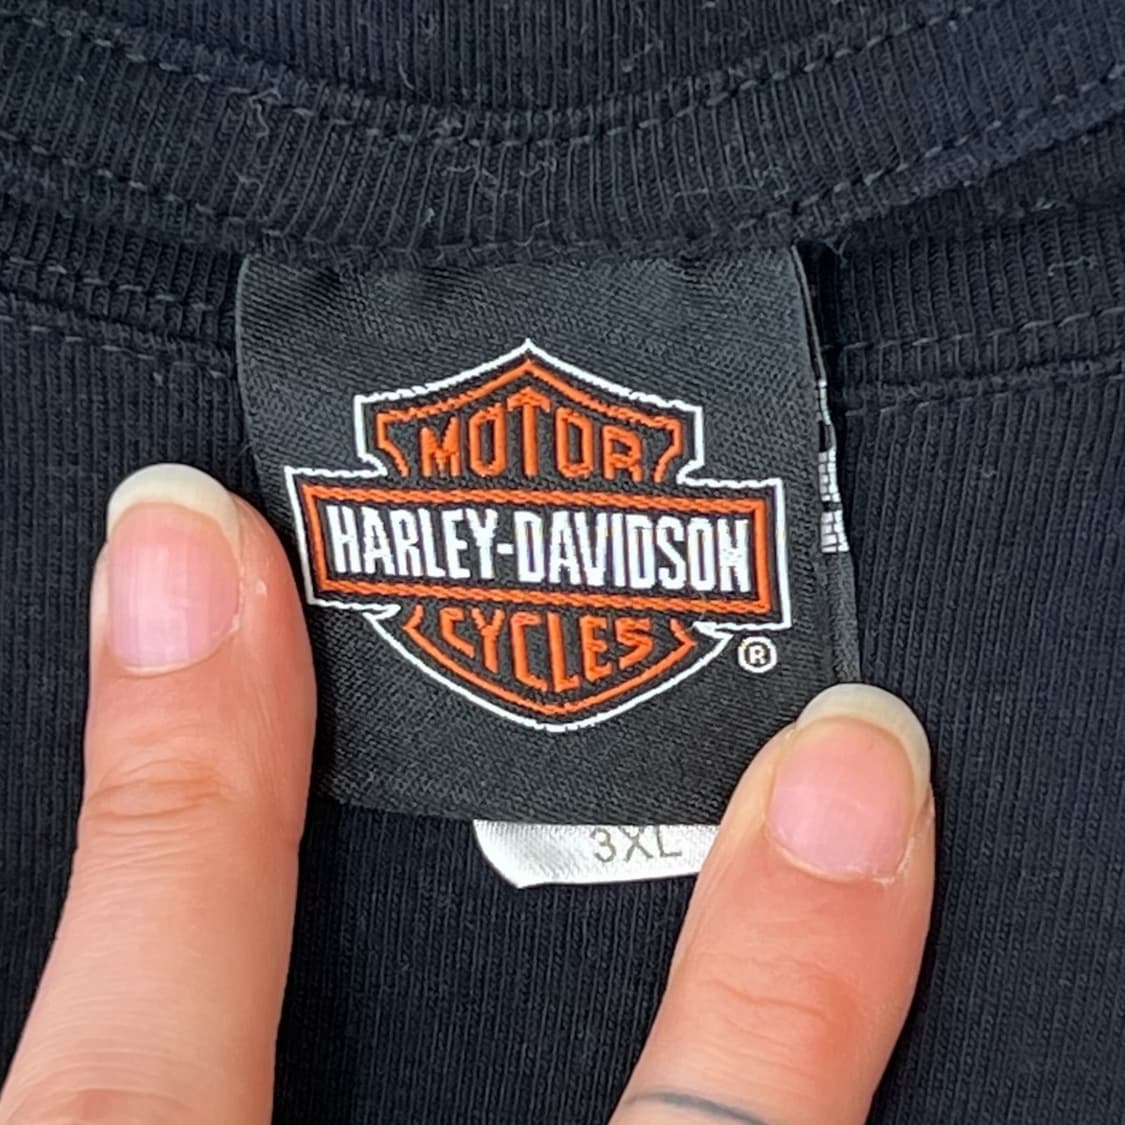 MOTOR
HARLEY-DAVIDSON
CYCLES
®
3XL